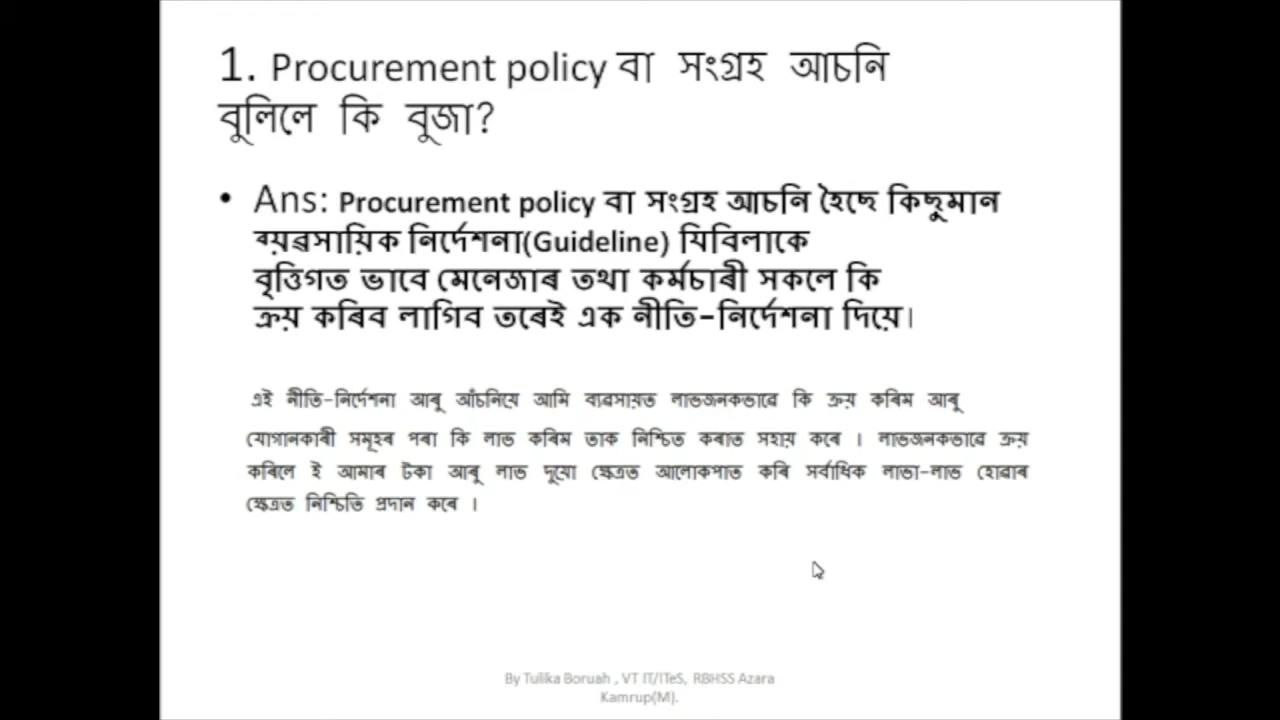 1. Procurement policy বা সংগ্ৰহ আচনি
বুলিলে কি বুজা?
• Ans: Procurement policy বা সংগ্ৰহ আচনি হৈছে কিছুমান
ব্যৱসায়িক নিৰ্দেশনা(Guideline) যিবিলাকে
বৃত্তিগত ভাবে মেনেজাৰ তথা কৰ্মচাৰী সকলে কি
ক্ৰয় কৰিব লাগিব তৰেই এক নীতি-নিৰ্দেশনা দিয়ে।
এই নীতি-নিৰ্দেশনা আৰু আঁচনিয়ে আমি ব্যৱসায়ত লাভজনকভাৱে কি ক্ৰয় কৰিম আৰু
যোগানকাৰী সমূহৰ পৰা কি লাভ কৰিম তাক নিশ্চিত কৰাত সহায় কৰে ৷ লাভজনকভাৱে ক্ৰয়
কৰিলে ই আমাৰ টকা আৰু লাভ দুয়ো ক্ষেত্ৰত আলোকপাত কৰি সৰ্বাধিক লাভা-লাভ হোৱাৰ
ক্ষেত্ৰত নিশ্চিতি প্ৰদান কৰে ৷
By Tulika Boruah , VT IT/ITeS, RBHSS Azara
Kamrup(M).